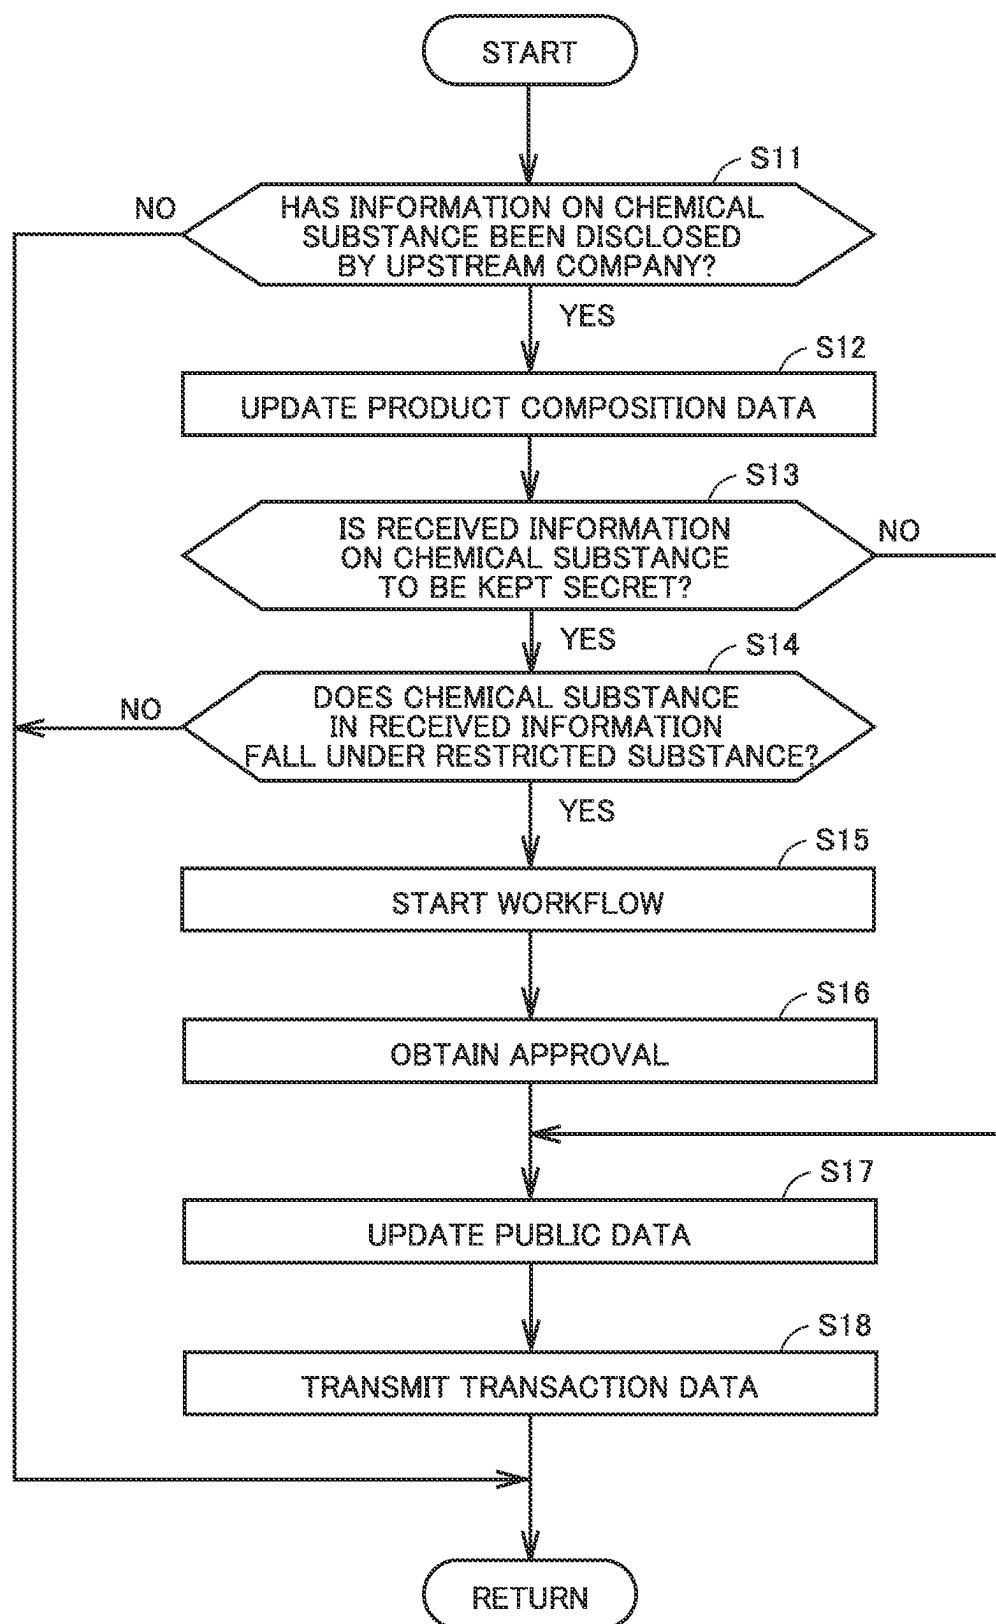 START
S11
NO
HAS INFORMATION ON CHEMICAL
SUBSTANCE BEEN DISCLOSED
BY UPSTREAM COMPANY?
YES
S12
UPDATE PRODUCT COMPOSITION DATA
S13
IS RECEIVED INFORMATION
ON CHEMICAL SUBSTANCE
TO BE KEPT SECRET?
NO
YES
S14
NO
DOES CHEMICAL SUBSTANCE
IN RECEIVED INFORMATION
FALL UNDER RESTRICTED SUBSTANCE?
YES
S15
START WORKFLOW
S16
OBTAIN APPROVAL
S17
UPDATE PUBLIC DATA
S18
TRANSMIT TRANSACTION DATA
RETURN